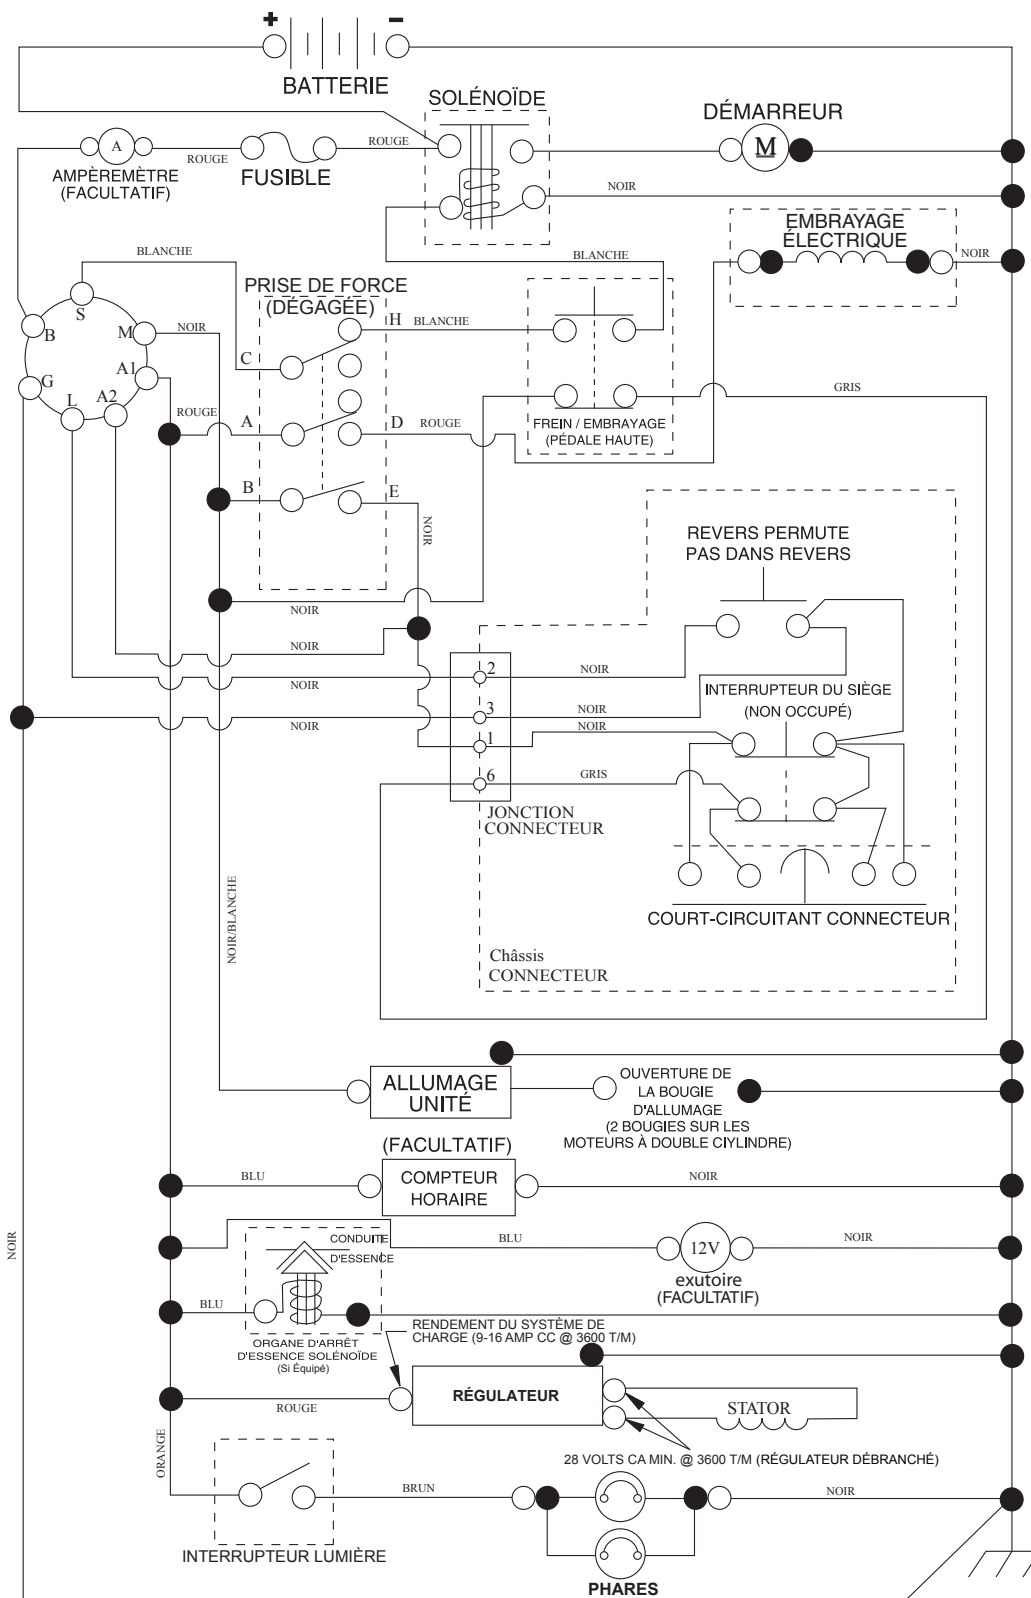 +
-
BATTERIE
SOLÉNOÏDE
DÉMARREUR
A
M
ROUGE
ROUGE
AMPÈREMÈTRE
(FACULTATIF)
FUSIBLE
NOIR
EMBRAYAGE
ÉLECTRIQUE
NOIR
BLANCHE
BLANCHE
PRISE DE FORCE
(DÉGAGÉE)
S
B
M
NOIR
H
BLANCHE
C
A1
G
L
A2
GRIS
ROUGE
A
D
ROUGE
FREIN / EMBRAYAGE
(PÉDALE HAUTE)
B
E
NOIR
REVERS PERMUTE
PAS DANS REVERS
NOIR
NOIR
2
NOIR
NOIR
INTERRUPTEUR DU SIÈGE
(NON OCCUPÉ)
3
NOIR
NOIR
1
NOIR
6
GRIS
JONCTION
CONNECTEUR
NOIR/BLANCHE
COURT-CIRCUITANT CONNECTEUR
Châssis
CONNECTEUR
ALLUMAGE
UNITÉ
OUVERTURE DE
LA BOUGIE
D'ALLUMAGE
(2 BOUGIES SUR LES
MOTEURS À DOUBLE CIYLINDRE)
(FACULTATIF)
COMPTEUR
HORAIRE
BLU
NOIR
NOIR
CONDUITE
D'ESSENCE
BLU
12V
NOIR
exutoire
(FACULTATIF)
BLU
ORGANE D'ARRÊT
D'ESSENCE SOLÉNOÏDE
(Si Équipé)
RENDEMENT DU SYSTÈME DE
CHARGE (9-16 AMP CC @ 3600 T/M)
RÉGULATEUR
STATOR
ROUGE
ORANGE
28 VOLTS CA MIN. @ 3600 T/M (RÉGULATEUR DÉBRANCHÉ)
BRUN
NOIR
INTERRUPTEUR LUMIÈRE
PHARES